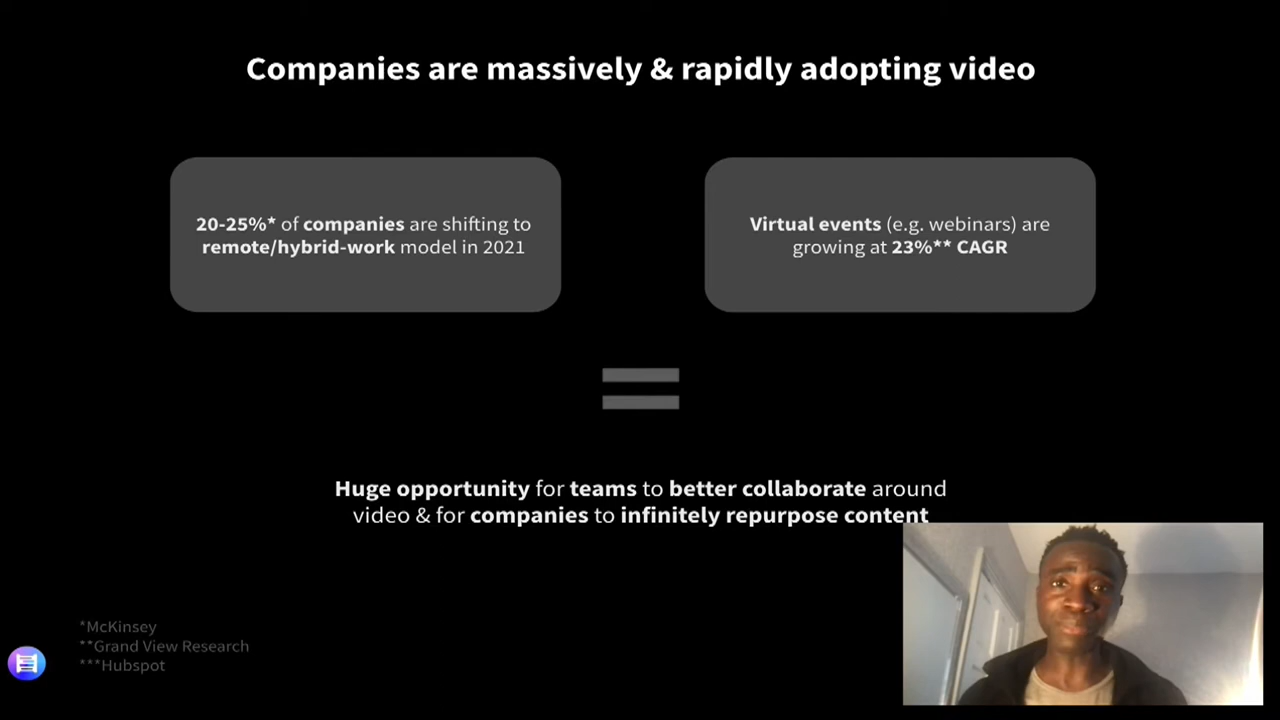 Companies are massively & rapidly adopting video
20-25%* of companies are shifting to
remote/hybrid-work model in 2021
Virtual events (e.g. webinars) are
growing at 23%** CAGR
Huge opportunity for teams to better collaborate around
video & for companies to infinitely repurpose content
*McKinsey
**Grand View Research
***Hubspot